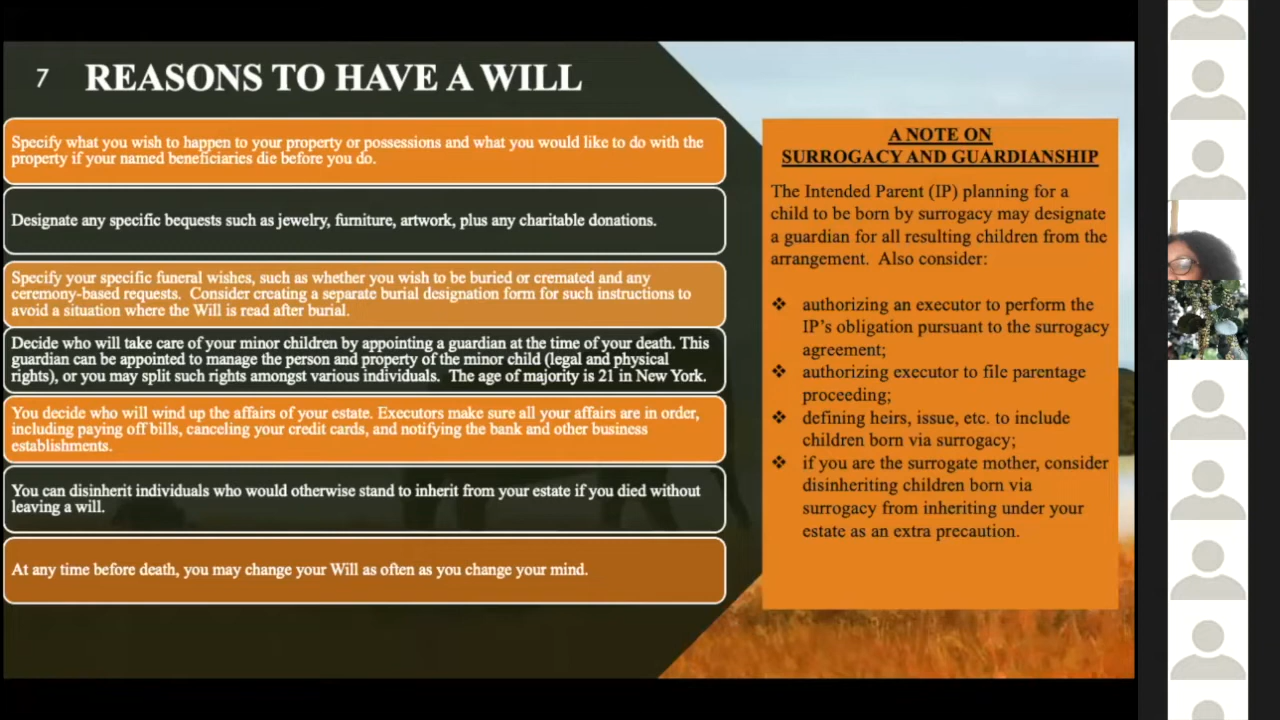 7 REASONS TO HAVE A WILL
Specify what you wish to happen to your property or possessions and what you would like to do with the
property if your named beneficiaries die before you do.
Designate any specific bequests such as jewelry, furniture, artwork, plus any charitable donations.
Specify your specific funeral wishes, such as whether you wish to be buried or cremated and any
ceremony-based requests. Consider creating a separate burial designation form for such instructions to
avoid a situation where the Will is read after burial.
Decide who will take care of your minor children by appointing a guardian at the time of your death. This
guardian can be appointed to manage the person and property of the minor child (legal and physical
rights), or you may split such rights amongst various individuals. The age of majority is 21 in New York.
You decide who will wind up the affairs of your estate. Executors make sure all your affairs are in order,
including paying off bills, canceling your credit cards, and notifying the bank and other business
establishments.
You can disinherit individuals who would otherwise stand to inherit from your estate if you died without
leaving a will.
At any time before death, you may change your Will as often as you change your mind.
A NOTE ON
SURROGACY AND GUARDIANSHIP
The Intended Parent (IP) planning for a
child to be born by surrogacy may designate
a guardian for all resulting children from the
arrangement. Also consider:
❖ authorizing an executor to perform the
IP's obligation pursuant to the surrogacy
agreement;
❖ authorizing executor to file parentage
proceeding;
❖ defining heirs, issue, etc. to include
children born via surrogacy;
❖ if you are the surrogate mother, consider
disinheriting children born via
surrogacy from inheriting under your
estate as an extra precaution.